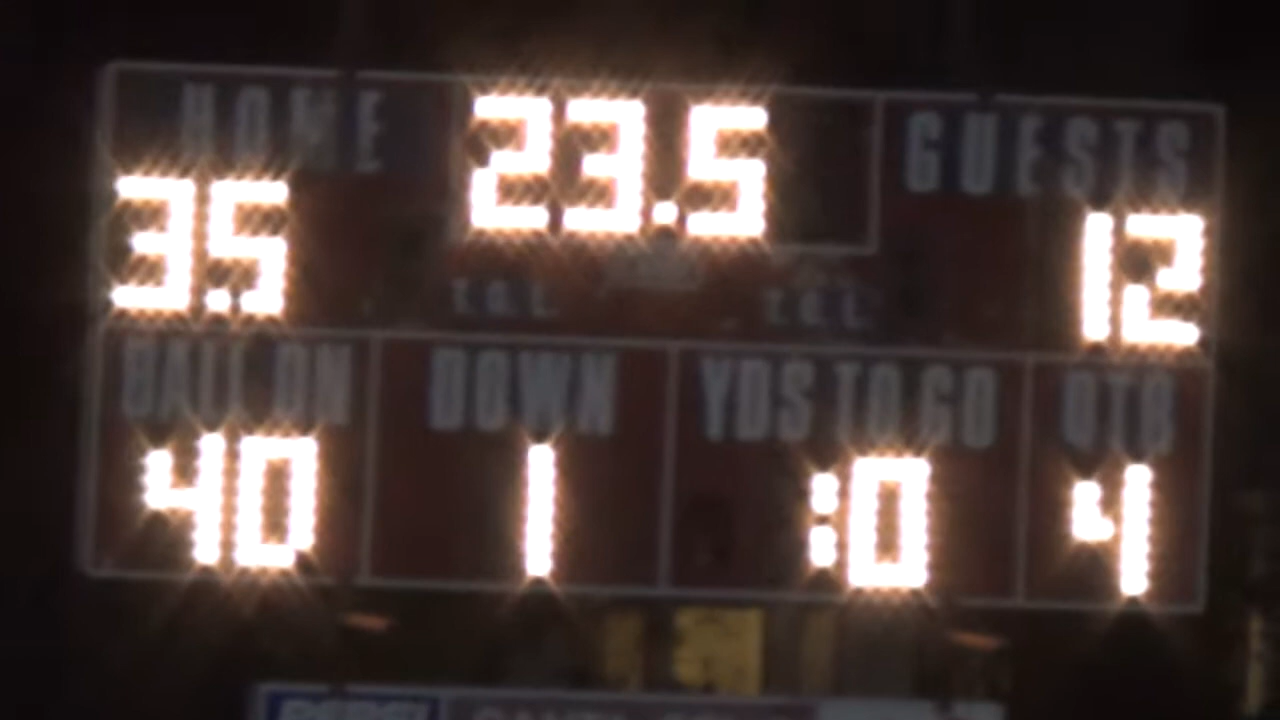 HOME 23.5 GUESTS
35 12
T.O.L. T.O.L.
BALL ON DOWN YDS TO GO QTR
40 1 :0 4